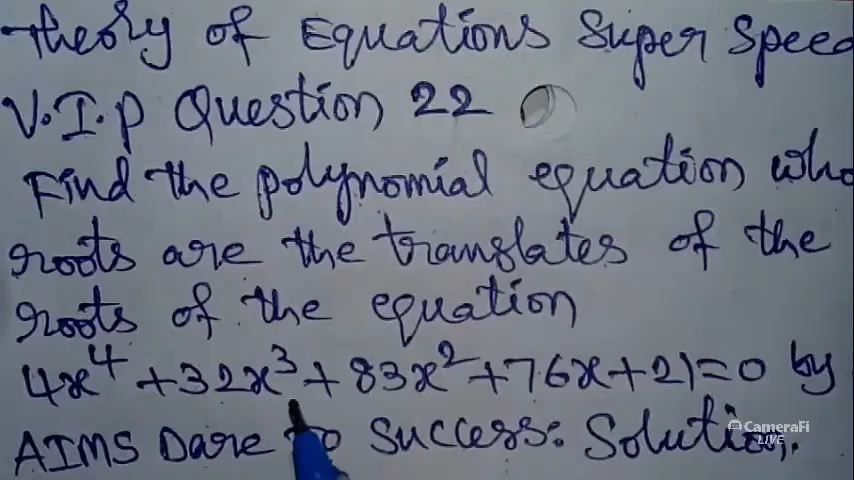 Theory of Equations Super Speed
V.I.P Question 22
Find the polynomial equation who
roots are the translates of the
roots of the equation
4x⁴+32x³+83x²+76x+21=0 by
AIMS Dare to Success: Solution.
CameraFi
LIVE